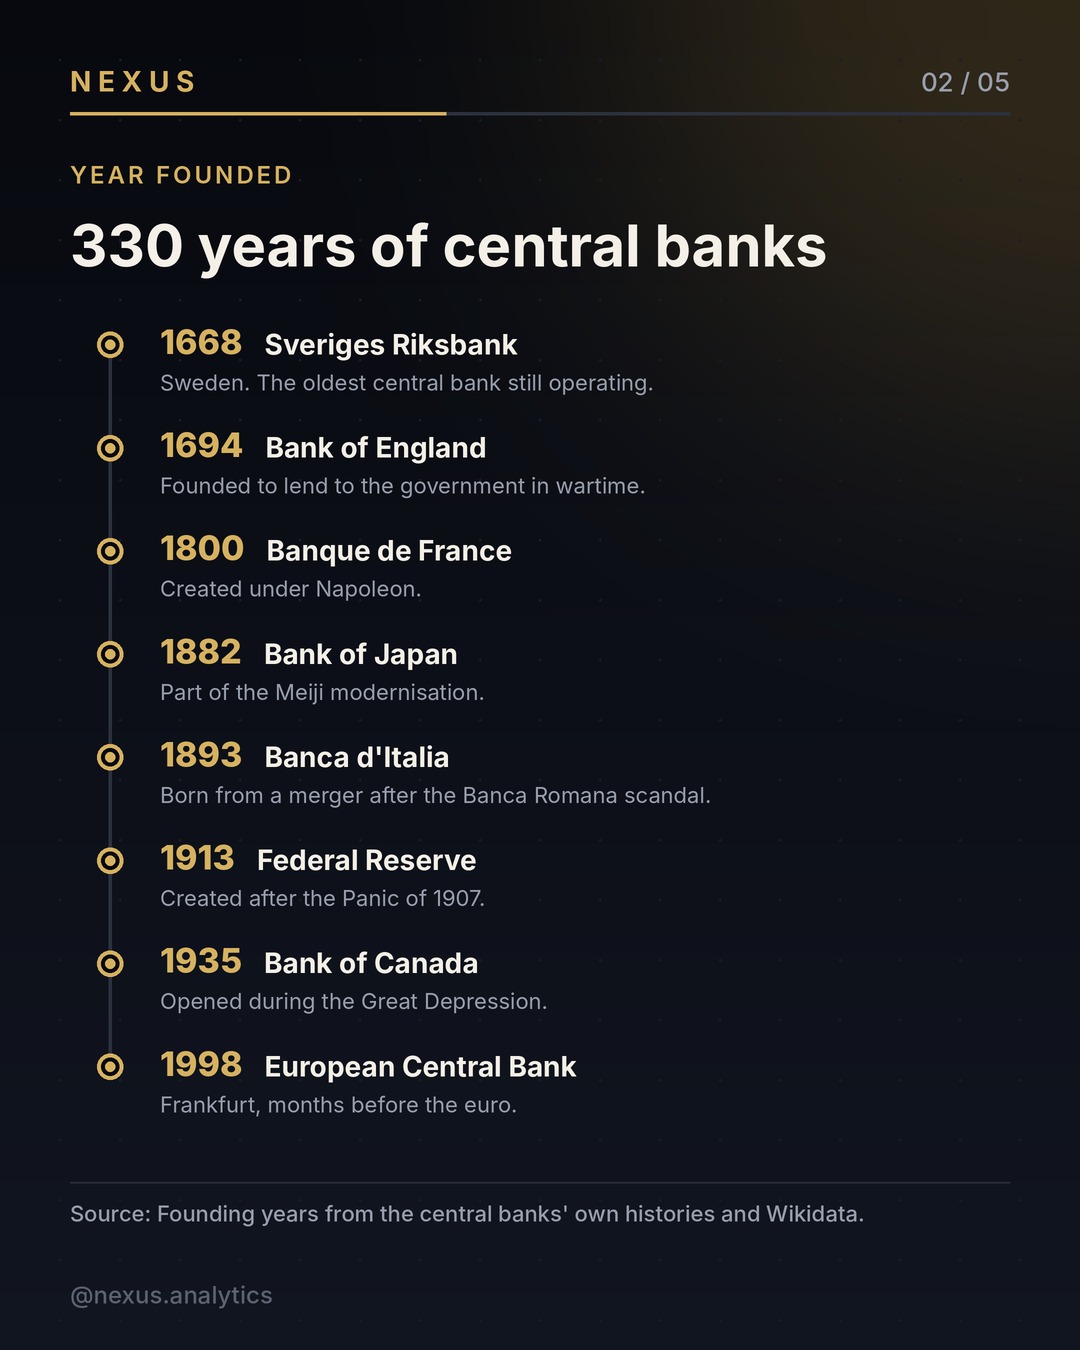 NEXUS
02 / 05
YEAR FOUNDED
330 years of central banks
1668 Sveriges Riksbank
Sweden. The oldest central bank still operating.
1694 Bank of England
Founded to lend to the government in wartime.
1800 Banque de France
Created under Napoleon.
1882 Bank of Japan
Part of the Meiji modernisation.
1893 Banca d'Italia
Born from a merger after the Banca Romana scandal.
1913 Federal Reserve
Created after the Panic of 1907.
1935 Bank of Canada
Opened during the Great Depression.
1998 European Central Bank
Frankfurt, months before the euro.
Source: Founding years from the central banks' own histories and Wikidata.
@nexus.analytics